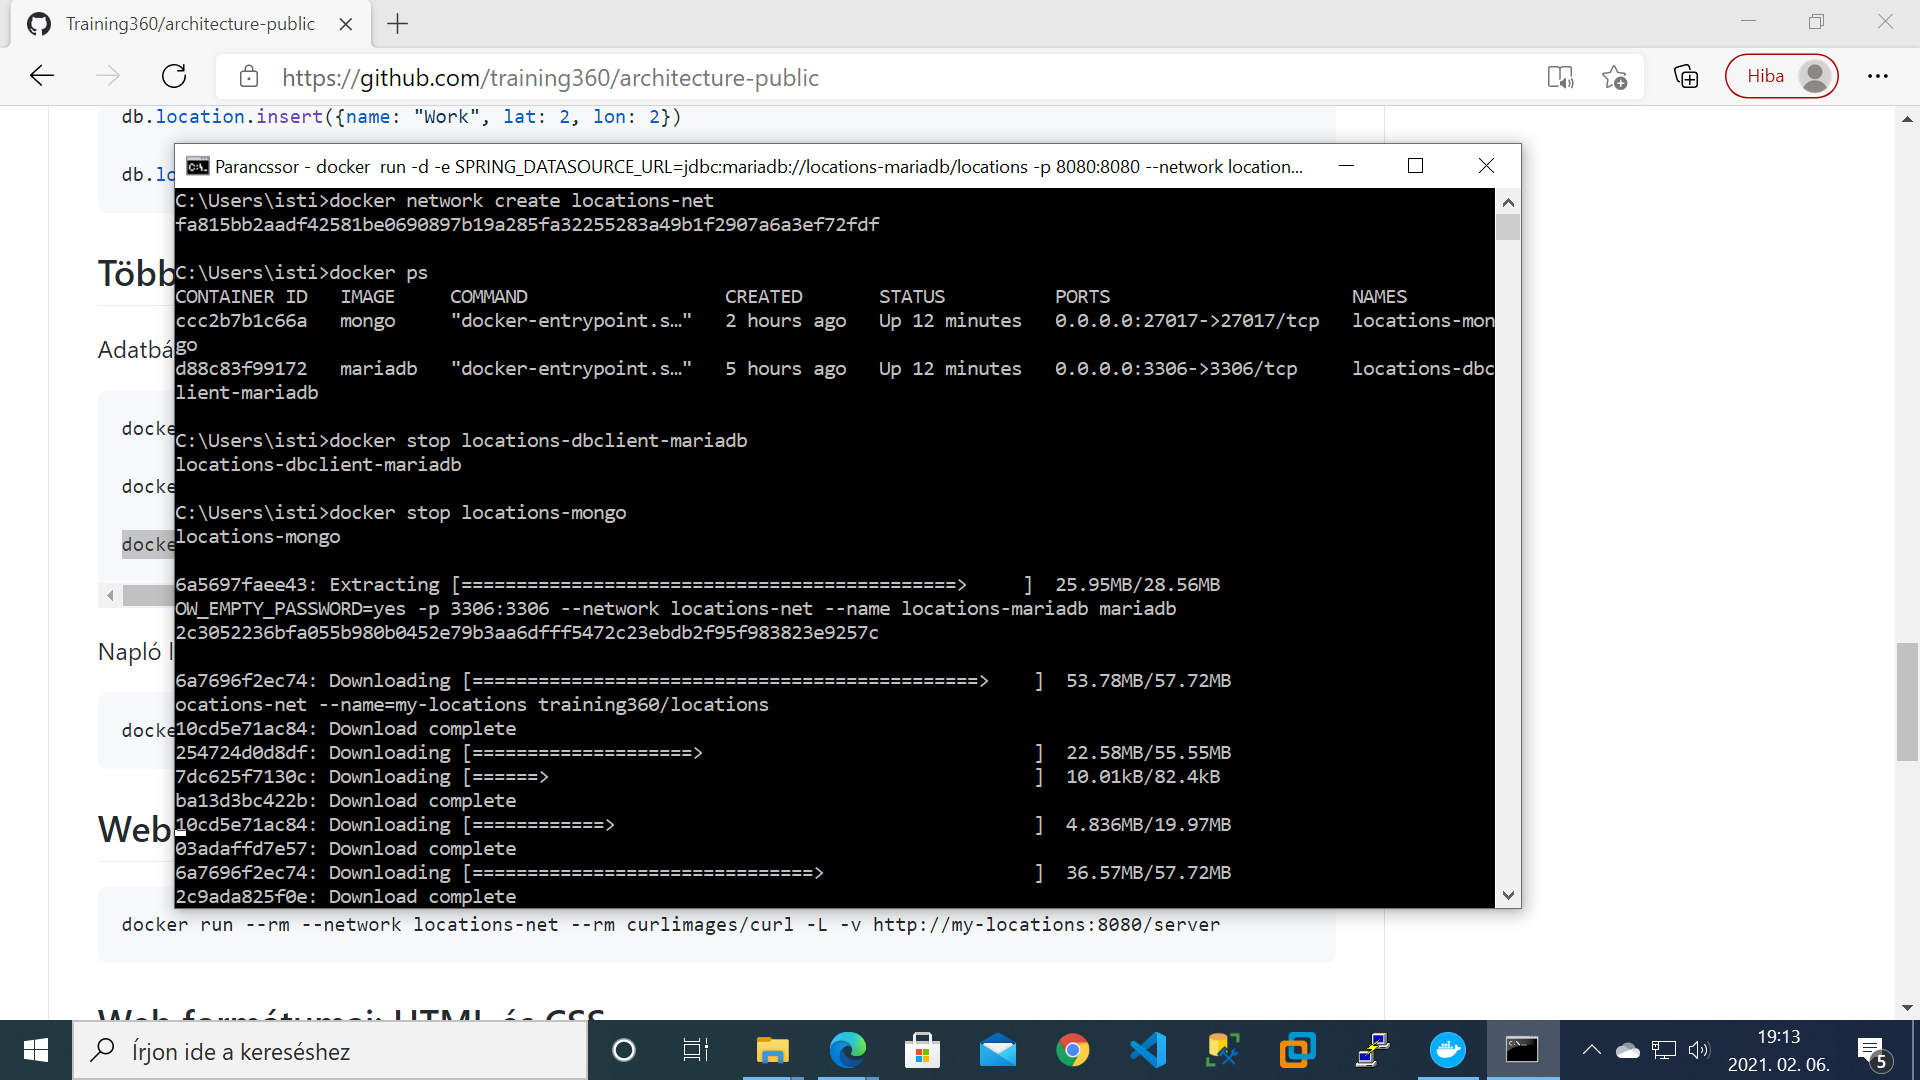 Training360/architecture-public
https://github.com/training360/architecture-public
Hiba
db.location.insert({name: "Work", lat: 2, lon: 2})
db.lo
Parancssor - docker  run -d -e SPRING_DATASOURCE_URL=jdbc:mariadb://locations-mariadb/locations -p 8080:8080 --network location...
C:\Users\isti>docker network create locations-net
fa815bb2aadf42581be0690897b19a285fa32255283a49b1f2907a6a3ef72fdf
Több
C:\Users\isti>docker ps
CONTAINER ID   IMAGE     COMMAND                  CREATED       STATUS          PORTS                      NAMES
ccc2b7b1c66a   mongo     "docker-entrypoint.s…"   2 hours ago   Up 12 minutes   0.0.0.0:27017->27017/tcp   locations-mon
go
Adatbá
d88c83f99172   mariadb   "docker-entrypoint.s…"   5 hours ago   Up 12 minutes   0.0.0.0:3306->3306/tcp     locations-dbc
lient-mariadb
docke
C:\Users\isti>docker stop locations-dbclient-mariadb
locations-dbclient-mariadb
docke
C:\Users\isti>docker stop locations-mongo
locations-mongo
docke
6a5697faee43: Extracting [=============================================>     ]  25.95MB/28.56MB
OW_EMPTY_PASSWORD=yes -p 3306:3306 --network locations-net --name locations-mariadb mariadb
2c3052236bfa055b980b0452e79b3aa6dfff5472c23ebdb2f95f983823e9257c
Napló l
6a7696f2ec74: Downloading [==============================================>    ]  53.78MB/57.72MB
ocations-net --name=my-locations training360/locations
docke
10cd5e71ac84: Download complete
254724d0d8df: Downloading [====================>                              ]  22.58MB/55.55MB
7dc625f7130c: Downloading [======>                                            ]  10.01kB/82.4kB
ba13d3bc422b: Download complete
Web
10cd5e71ac84: Downloading [============>                                      ]  4.836MB/19.97MB
03adaffd7e57: Download complete
6a7696f2ec74: Downloading [===============================>                   ]  36.57MB/57.72MB
2c9ada825f0e: Download complete
docker run --rm --network locations-net --rm curlimages/curl -L -v http://my-locations:8080/server
Web formátumai: HTML és CSS
Írjon ide a kereséshez
19:13
2021. 02. 06.
5